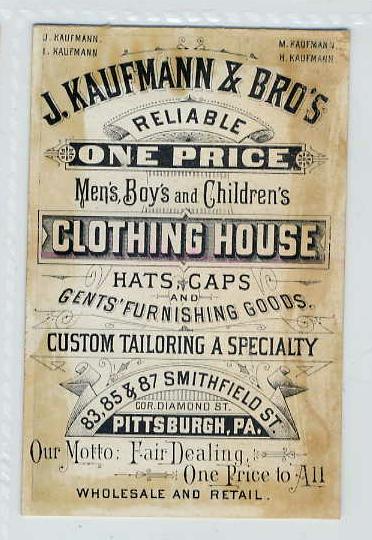 J. KAUFMANN.
I. KAUFMANN
M. KAUFMANN
H. KAUFMANN.
J. KAUFMANN & BRO'S
RELIABLE
ONE PRICE
Men's, Boy's and Children's
CLOTHING HOUSE
HATS, CAPS
AND
GENTS' FURNISHING GOODS.
CUSTOM TAILORING A SPECIALTY
83, 85 & 87 SMITHFIELD ST.
COR. DIAMOND ST.
PITTSBURGH, PA.
Our Motto: Fair Dealing,
One Price to All
WHOLESALE AND RETAIL.